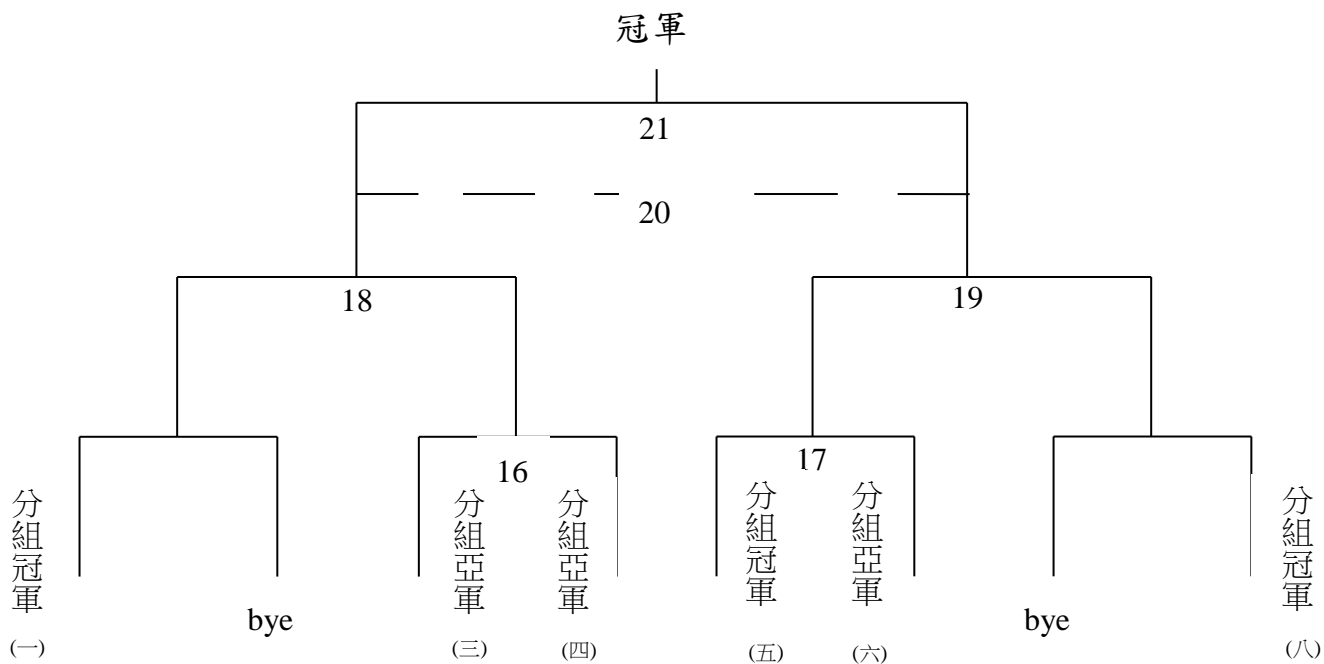 冠軍
21
20
18
19
16
17
分組冠軍
分組亞軍
分組亞軍
分組冠軍
分組亞軍
分組冠軍
bye
bye
(一)
(三)
(四)
(五)
(六)
(八)